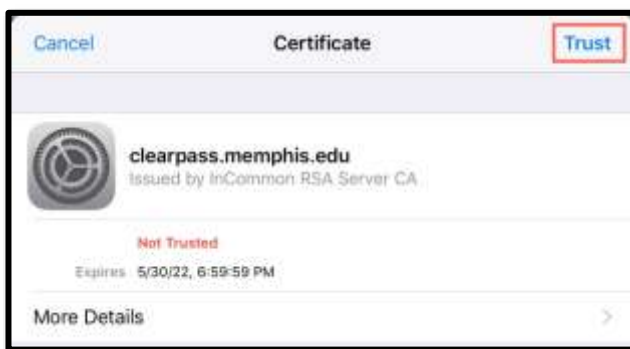 Cancel Certificate Trust
clearpass.memphis.edu
Issued by InCommon RSA Server CA
Not Trusted
Expires 5/30/22, 6:59:59 PM
More Details